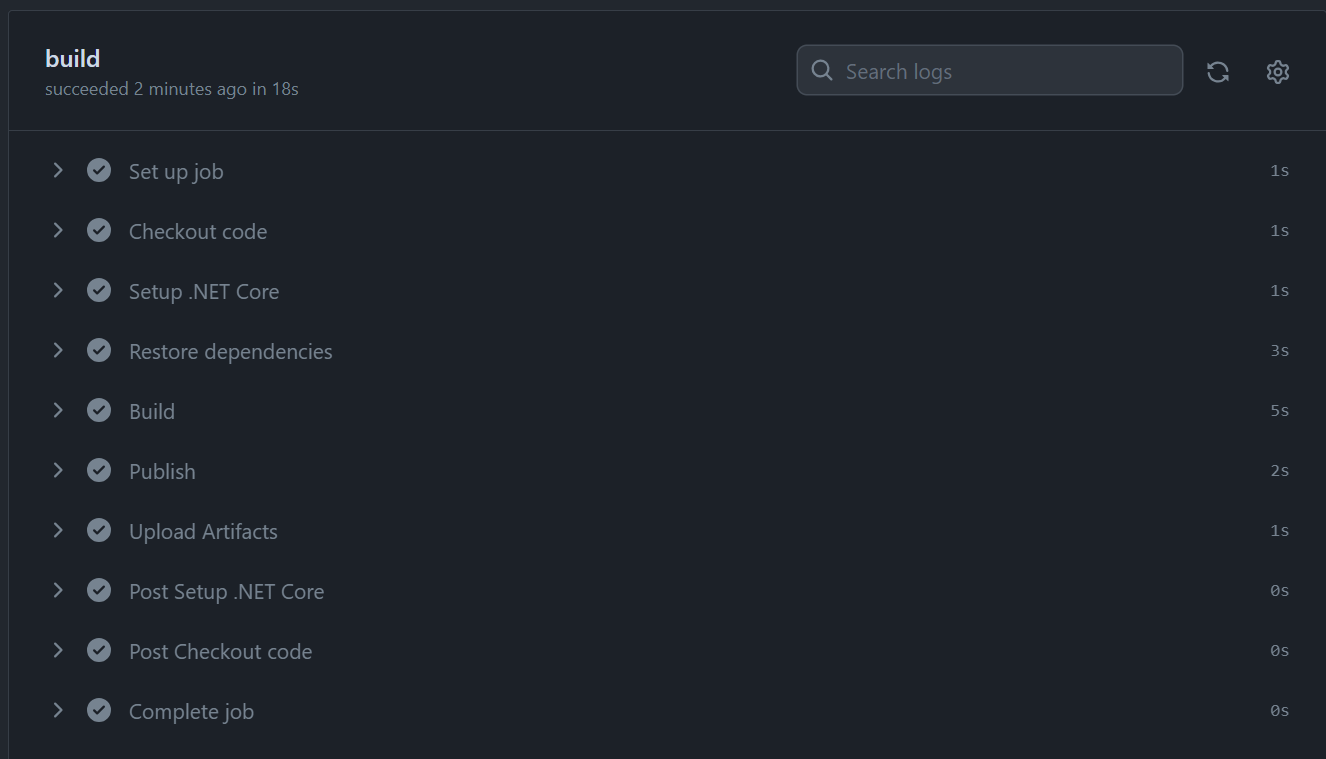 build
succeeded 2 minutes ago in 18s
Search logs
Set up job 1s
Checkout code 1s
Setup .NET Core 1s
Restore dependencies 3s
Build 5s
Publish 2s
Upload Artifacts 1s
Post Setup .NET Core 0s
Post Checkout code 0s
Complete job 0s